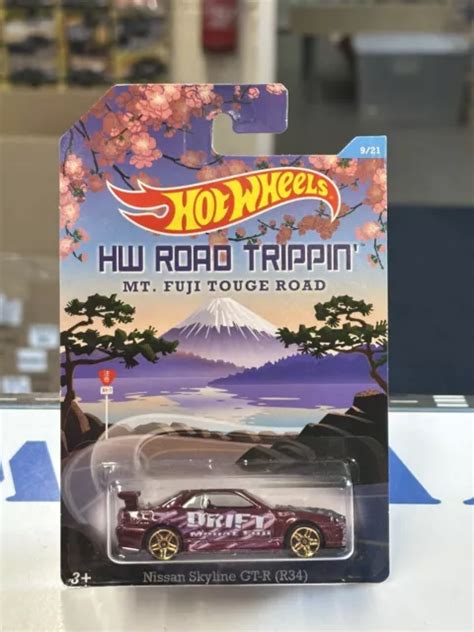 9/21
HOT WHEELS
HW ROAD TRIPPIN'
MT. FUJI TOUGE ROAD
DRIFT
3+
Nissan Skyline GT-R (R34)